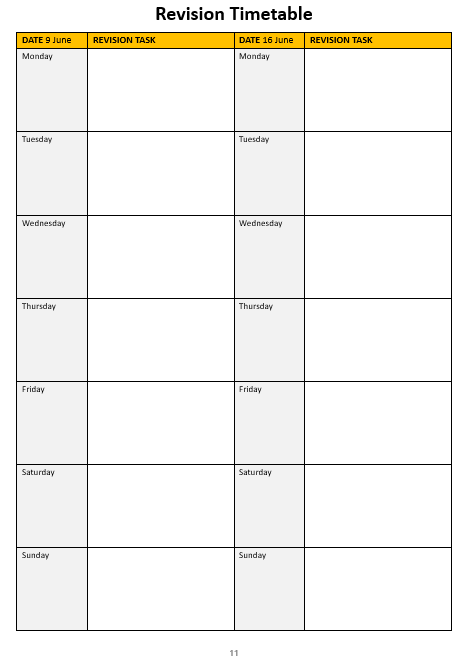 Revision Timetable
DATE 9 June REVISION TASK DATE 16 June REVISION TASK
Monday Monday
Tuesday Tuesday
Wednesday Wednesday
Thursday Thursday
Friday Friday
Saturday Saturday
Sunday Sunday
11